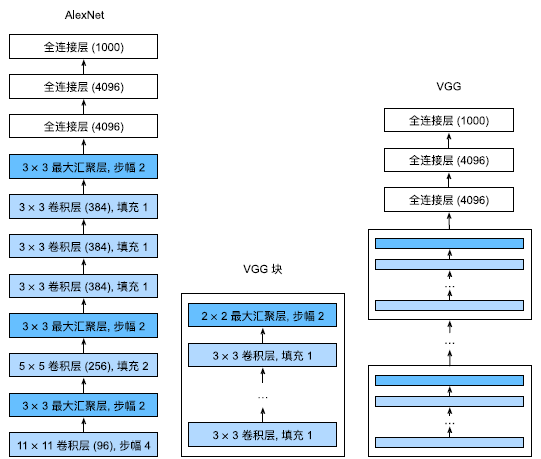 AlexNet
全连接层 (1000)
全连接层 (4096)
全连接层 (4096)
3 × 3 最大汇聚层, 步幅 2
3 × 3 卷积层 (384), 填充 1
3 × 3 卷积层 (384), 填充 1
3 × 3 卷积层 (384), 填充 1
3 × 3 最大汇聚层, 步幅 2
5 × 5 卷积层 (256), 填充 2
3 × 3 最大汇聚层, 步幅 2
11 × 11 卷积层 (96), 步幅 4
VGG 块
2 × 2 最大汇聚层, 步幅 2
3 × 3 卷积层, 填充 1
...
3 × 3 卷积层, 填充 1
VGG
全连接层 (1000)
全连接层 (4096)
全连接层 (4096)
...
...
...